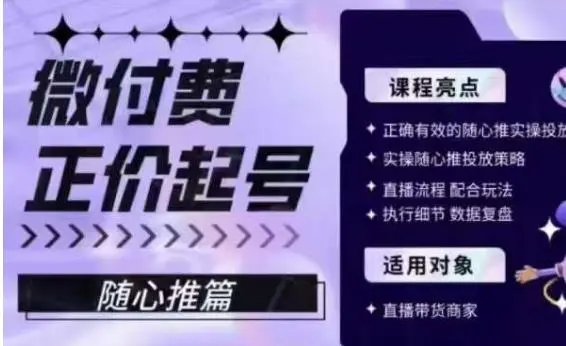 微付费
正价起号
随心推篇
课程亮点
正确有效的随心推实操投放
实操随心推投放策略
直播流程 配合玩法
执行细节 数据复盘
适用对象
直播带货商家